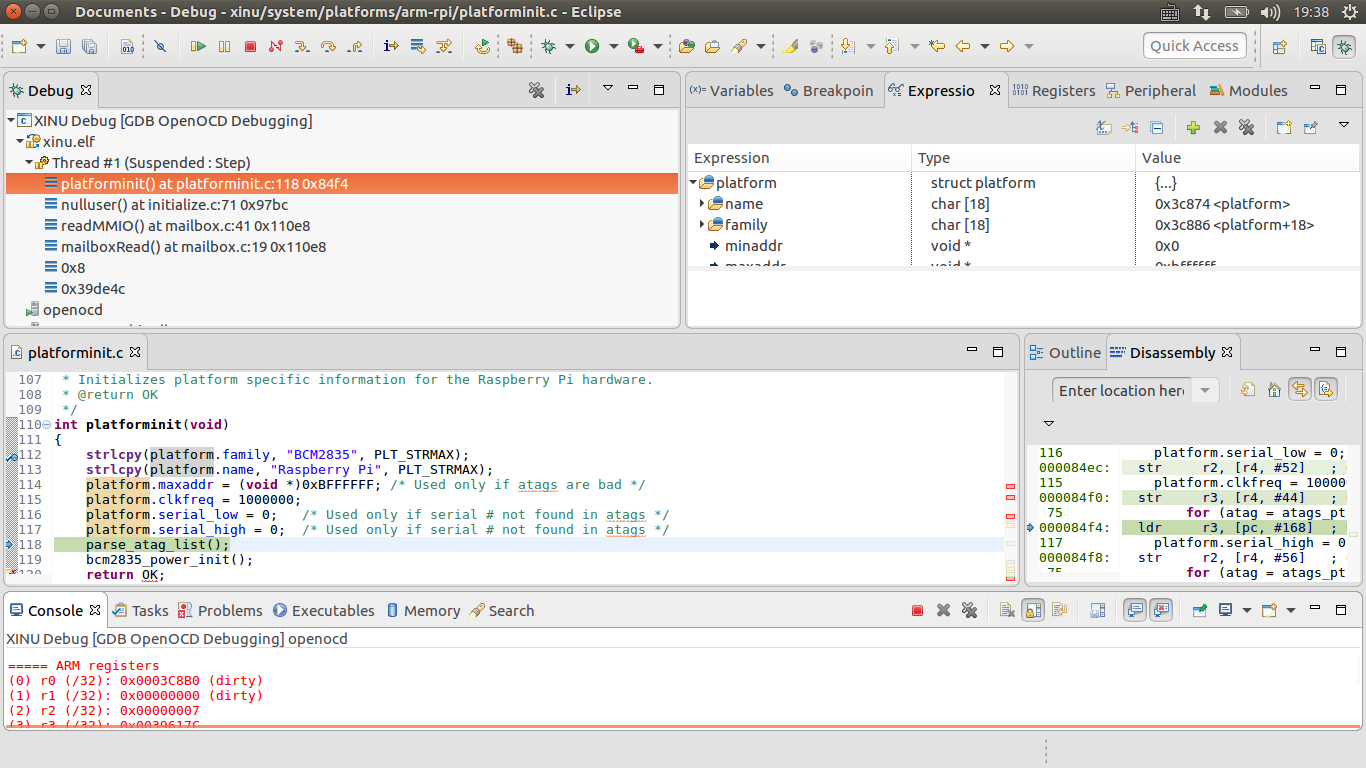 Documents - Debug - xinu/system/platforms/arm-rpi/platforminit.c - Eclipse
19:38
Quick Access
Debug
XINU Debug [GDB OpenOCD Debugging]
xinu.elf
Thread #1 (Suspended : Step)
platforminit() at platforminit.c:118 0x84f4
nulluser() at initialize.c:71 0x97bc
readMMIO() at mailbox.c:41 0x110e8
mailboxRead() at mailbox.c:19 0x110e8
0x8
0x39de4c
openocd
(x)= Variables Breakpoin Expressio Registers Peripheral Modules
Expression Type Value
platform struct platform {...}
name char [18] 0x3c874 <platform>
family char [18] 0x3c886 <platform+18>
minaddr void * 0x0
maxaddr void * 0xbffffff
platforminit.c
107 * Initializes platform specific information for the Raspberry Pi hardware.
108 * @return OK
109 */
110 int platforminit(void)
111 {
112 strlcpy(platform.family, "BCM2835", PLT_STRMAX);
113 strlcpy(platform.name, "Raspberry Pi", PLT_STRMAX);
114 platform.maxaddr = (void *)0xBFFFFFF; /* Used only if atags are bad */
115 platform.clkfreq = 1000000;
116 platform.serial_low = 0; /* Used only if serial # not found in atags */
117 platform.serial_high = 0; /* Used only if serial # not found in atags */
118 parse_atag_list();
119 bcm2835_power_init();
120 return OK;
Outline Disassembly
Enter location here
116 platform.serial_low = 0;
000084ec: str r2, [r4, #52] ; (
115 platform.clkfreq = 10000
000084f0: str r3, [r4, #44] ; (
75 for (atag = atags_pt
000084f4: ldr r3, [pc, #168] ;
117 platform.serial_high = 0
000084f8: str r2, [r4, #56] ; (
75 for (atag = atags_pt
Console Tasks Problems Executables Memory Search
XINU Debug [GDB OpenOCD Debugging] openocd
===== ARM registers
(0) r0 (/32): 0x0003C8B0 (dirty)
(1) r1 (/32): 0x00000000 (dirty)
(2) r2 (/32): 0x00000007
(3) r3 (/32): 0x0039617C